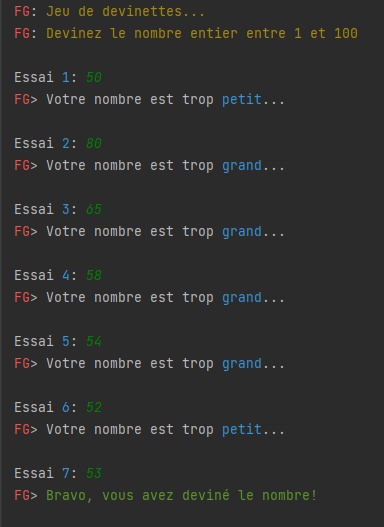 FG: Jeu de devinettes...
FG: Devinez le nombre entier entre 1 et 100
Essai 1: 50
FG> Votre nombre est trop petit...
Essai 2: 80
FG> Votre nombre est trop grand...
Essai 3: 65
FG> Votre nombre est trop grand...
Essai 4: 58
FG> Votre nombre est trop grand...
Essai 5: 54
FG> Votre nombre est trop grand...
Essai 6: 52
FG> Votre nombre est trop petit...
Essai 7: 53
FG> Bravo, vous avez deviné le nombre!